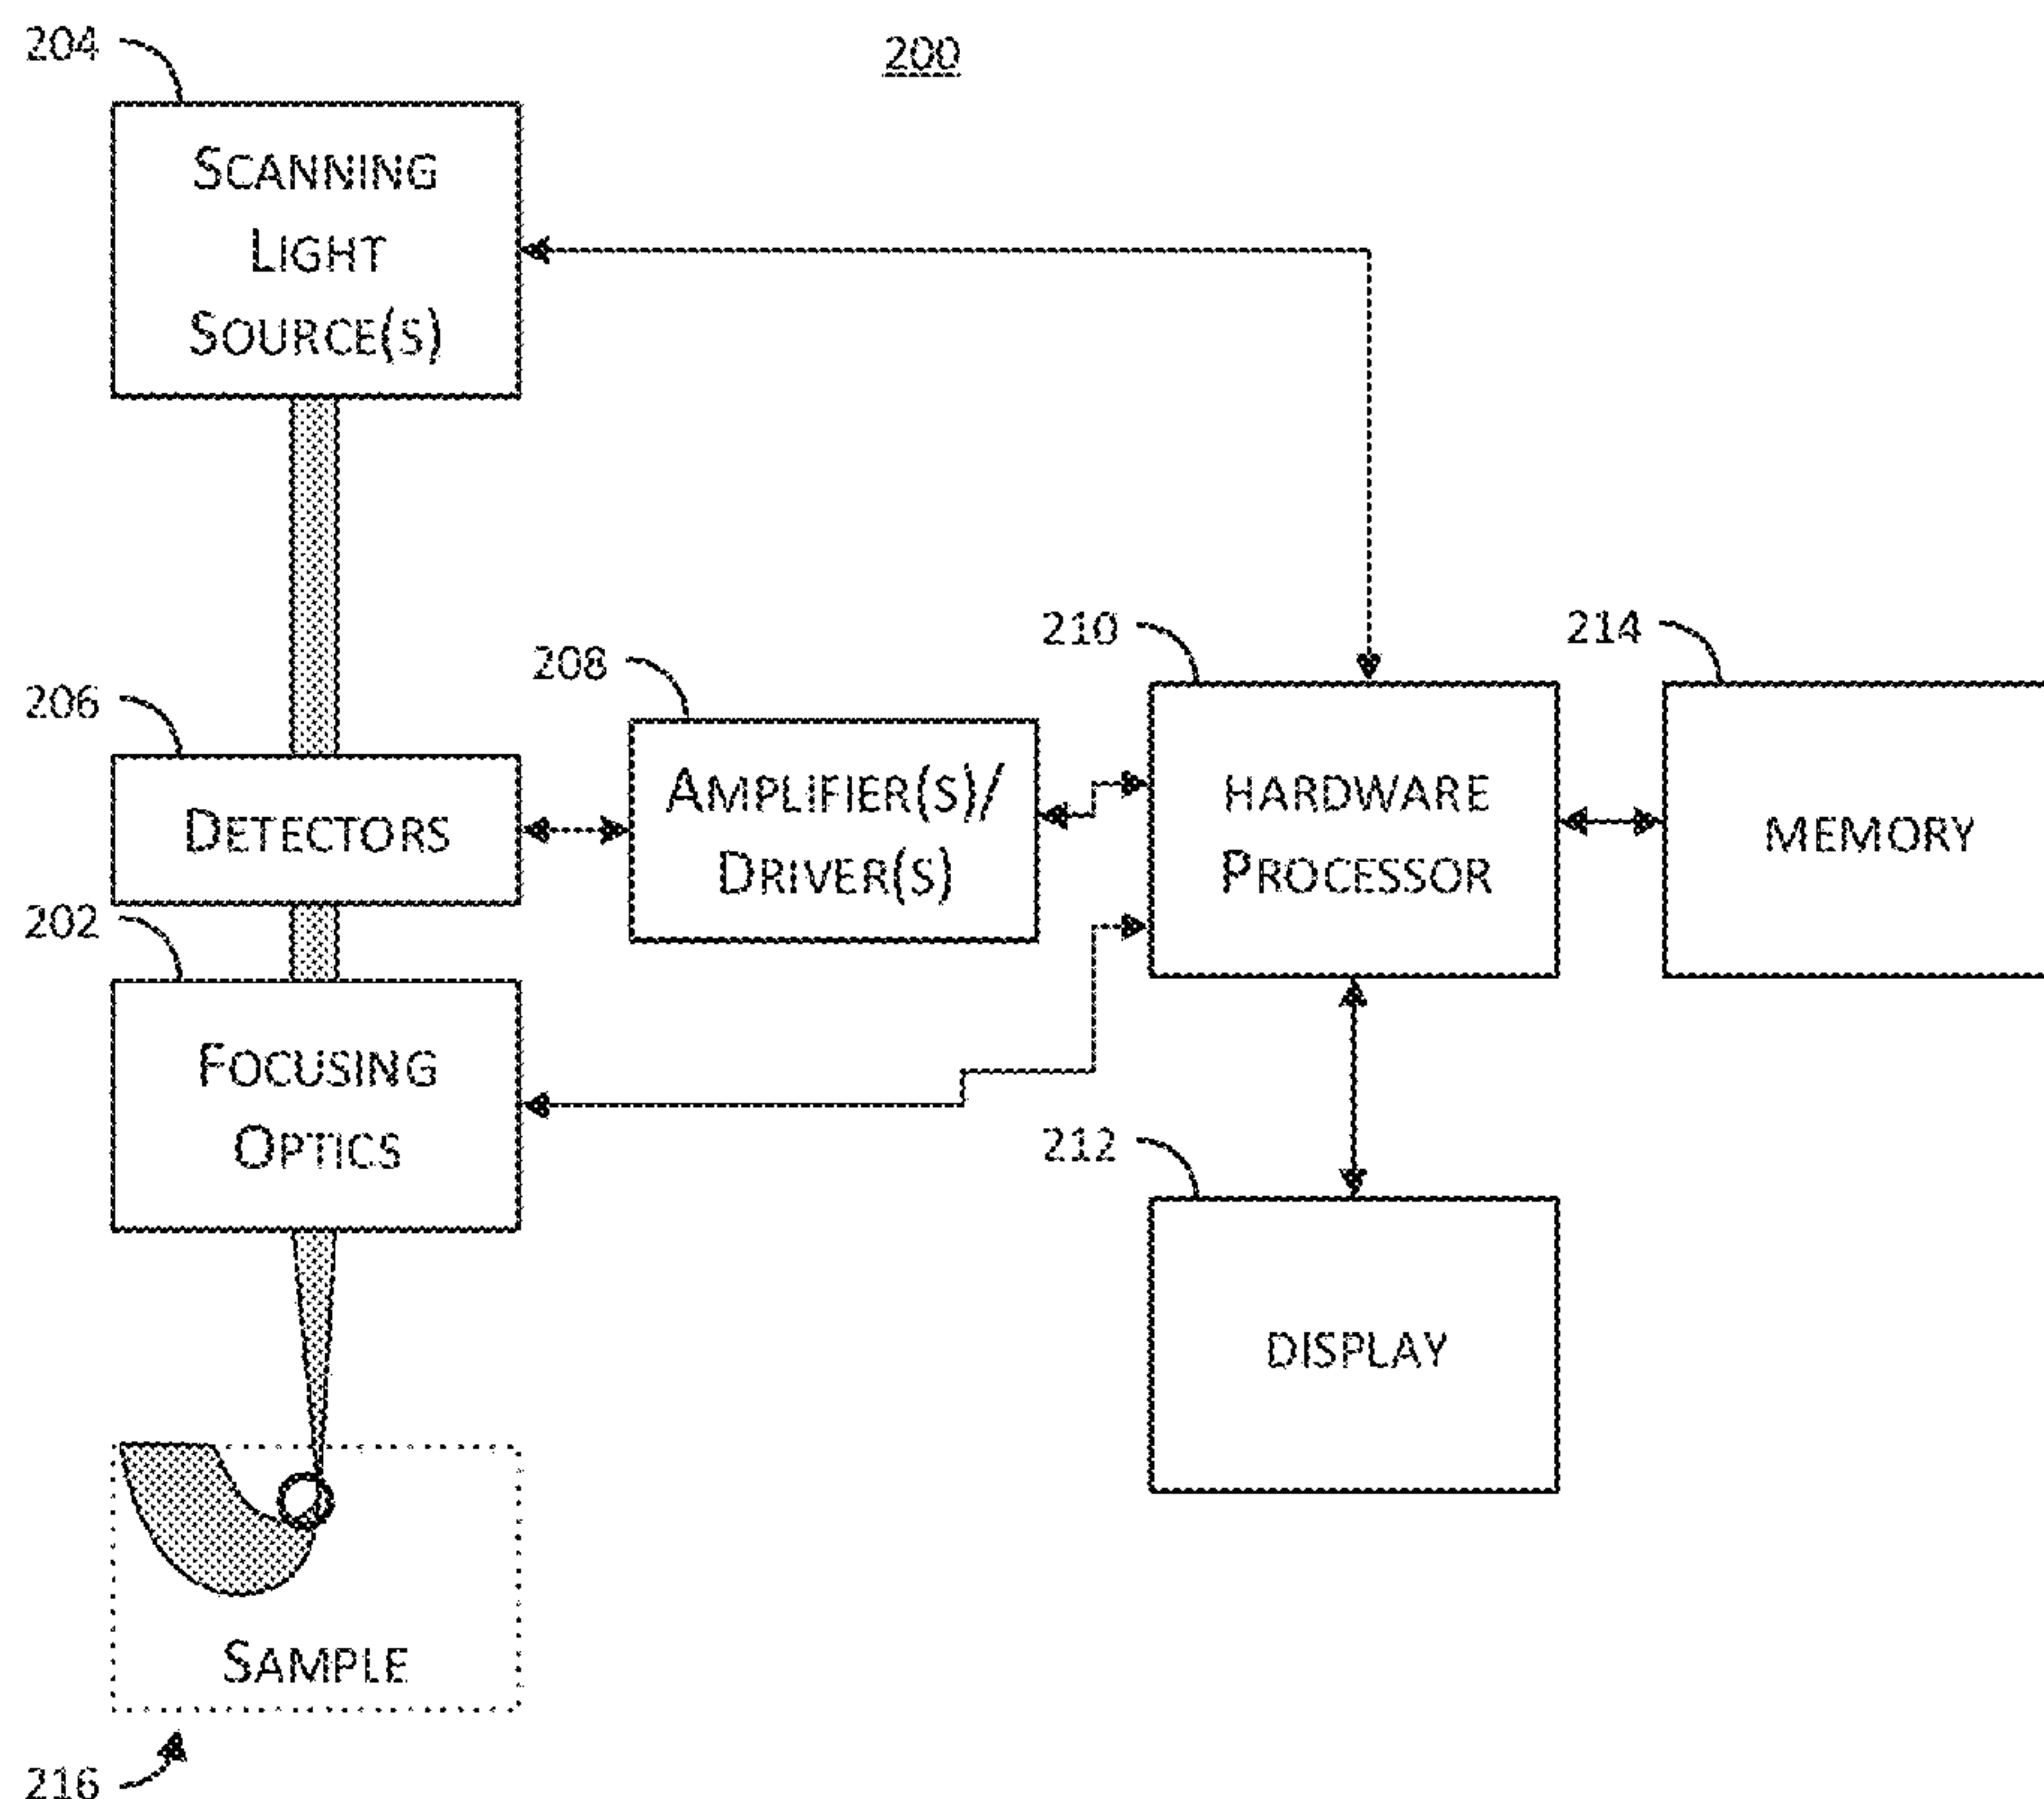 204
200
SCANNING
LIGHT
SOURCE(S)
206
208
210
214
DETECTORS
AMPLIFIER(S)/
DRIVER(S)
HARDWARE
PROCESSOR
MEMORY
202
FOCUSING
OPTICS
212
DISPLAY
SAMPLE
216